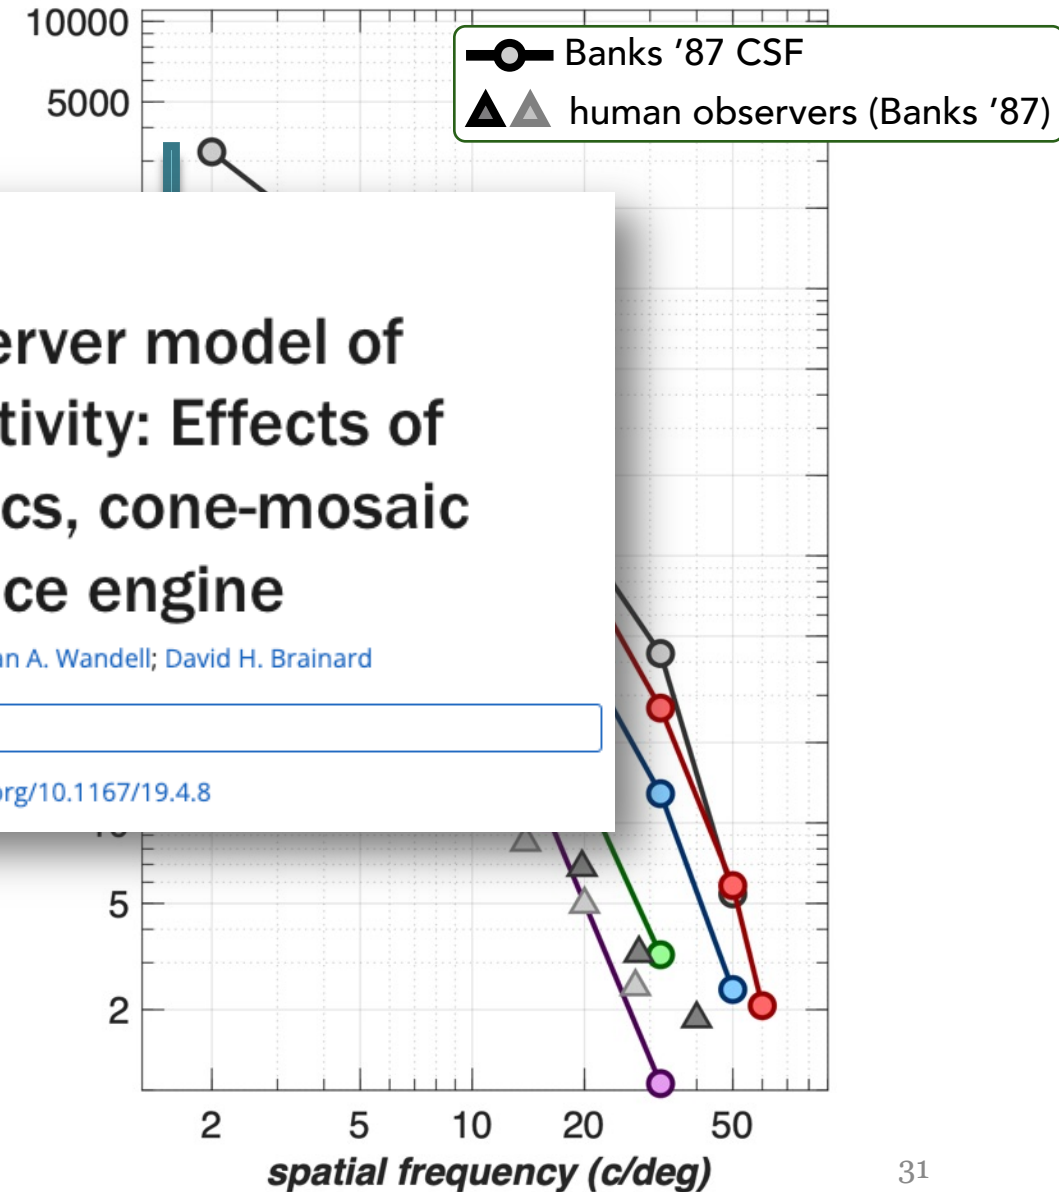 10000
Banks '87 CSF
5000
human observers (Banks '87)
erver model of
tivity: Effects of
cs, cone-mosaic
ce engine
an A. Wandell; David H. Brainard
org/10.1167/19.4.8
5
2
2 5 10 20 50
spatial frequency (c/deg)
31